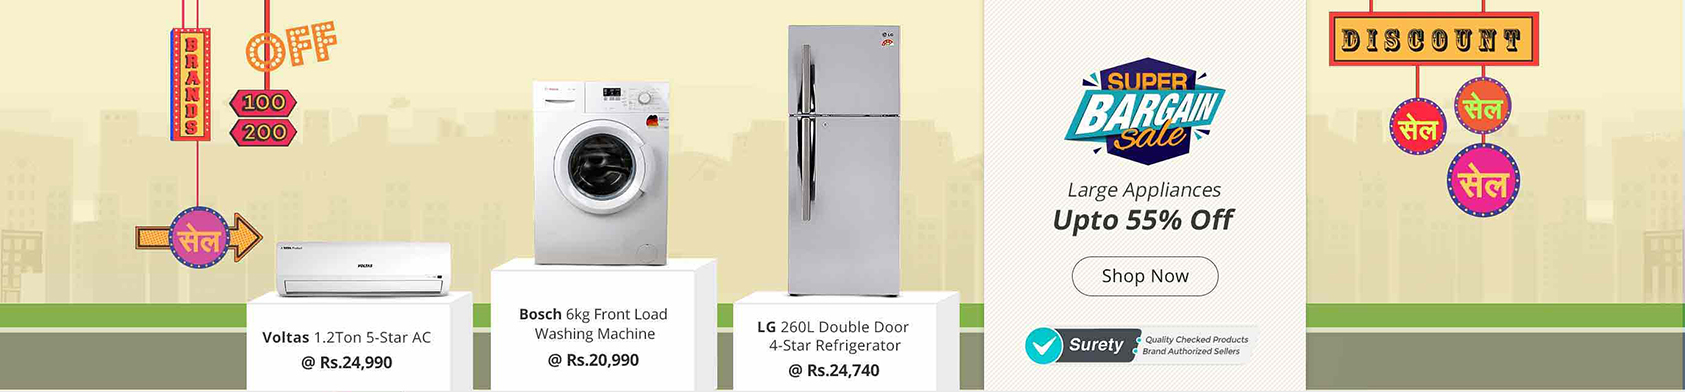 BRANDS
OFF
100
200
सेल
VOLTAS
Voltas 1.2Ton 5-Star AC
@ Rs.24,990
Bosch 6kg Front Load
Washing Machine
@ Rs.20,990
LG
LG 260L Double Door
4-Star Refrigerator
@ Rs.24,740
SUPER
BARGAIN
Sale
Large Appliances
Upto 55% Off
Shop Now
Surety
Quality Checked Products
Brand Authorized Sellers
DISCOUNT
सेल
सेल
सेल